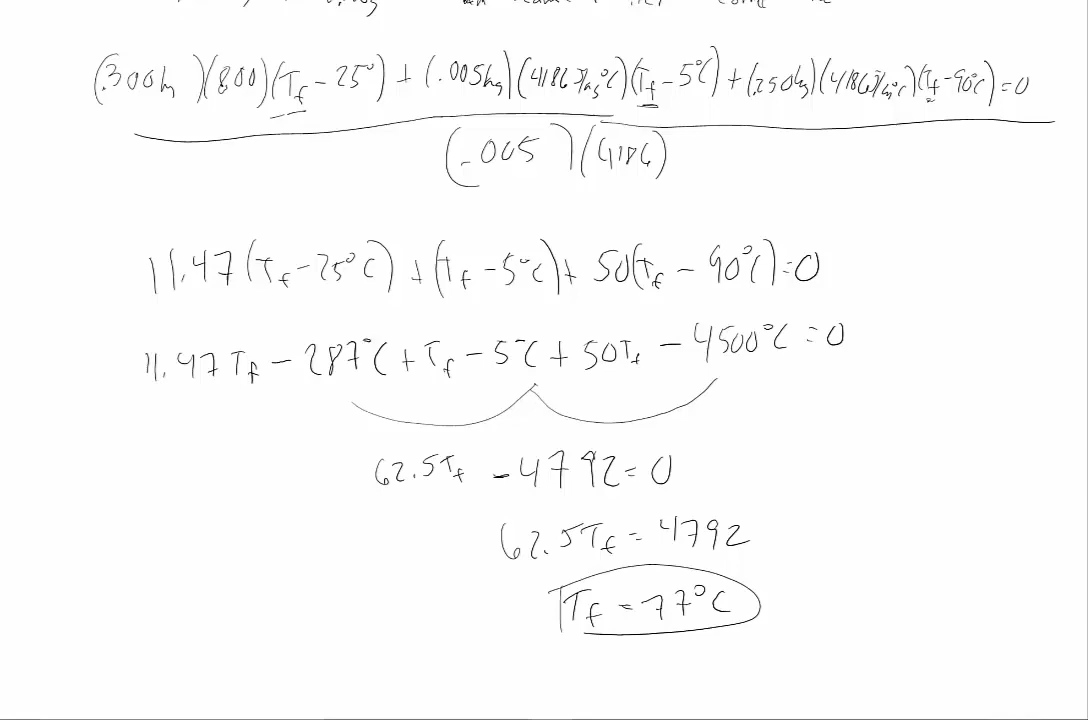 (.300kg)(800)(Tf - 25°) + (.005kg)(4186 J/kg°C)(Tf - 5°C) + (.250kg)(4186 J/kg°C)(Tf - 90°C) = 0
(.005)(4186)
11.47(Tf - 25°C) + (Tf - 5°C) + 50(Tf - 90°C) = 0
11.47Tf - 287°C + Tf - 5°C + 50Tf - 4500°C = 0
62.5Tf - 4792 = 0
62.5Tf = 4792
Tf = 77°C